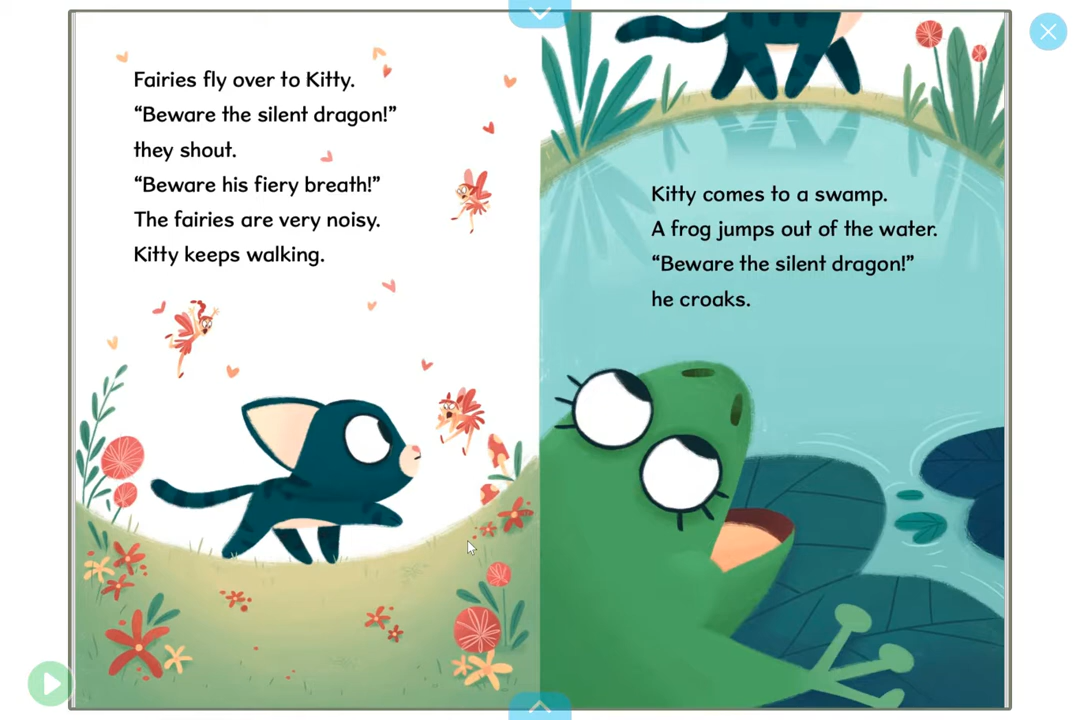 Fairies fly over to Kitty.
“Beware the silent dragon!”
they shout.
“Beware his fiery breath!”
The fairies are very noisy.
Kitty keeps walking.
Kitty comes to a swamp.
A frog jumps out of the water.
“Beware the silent dragon!”
he croaks.